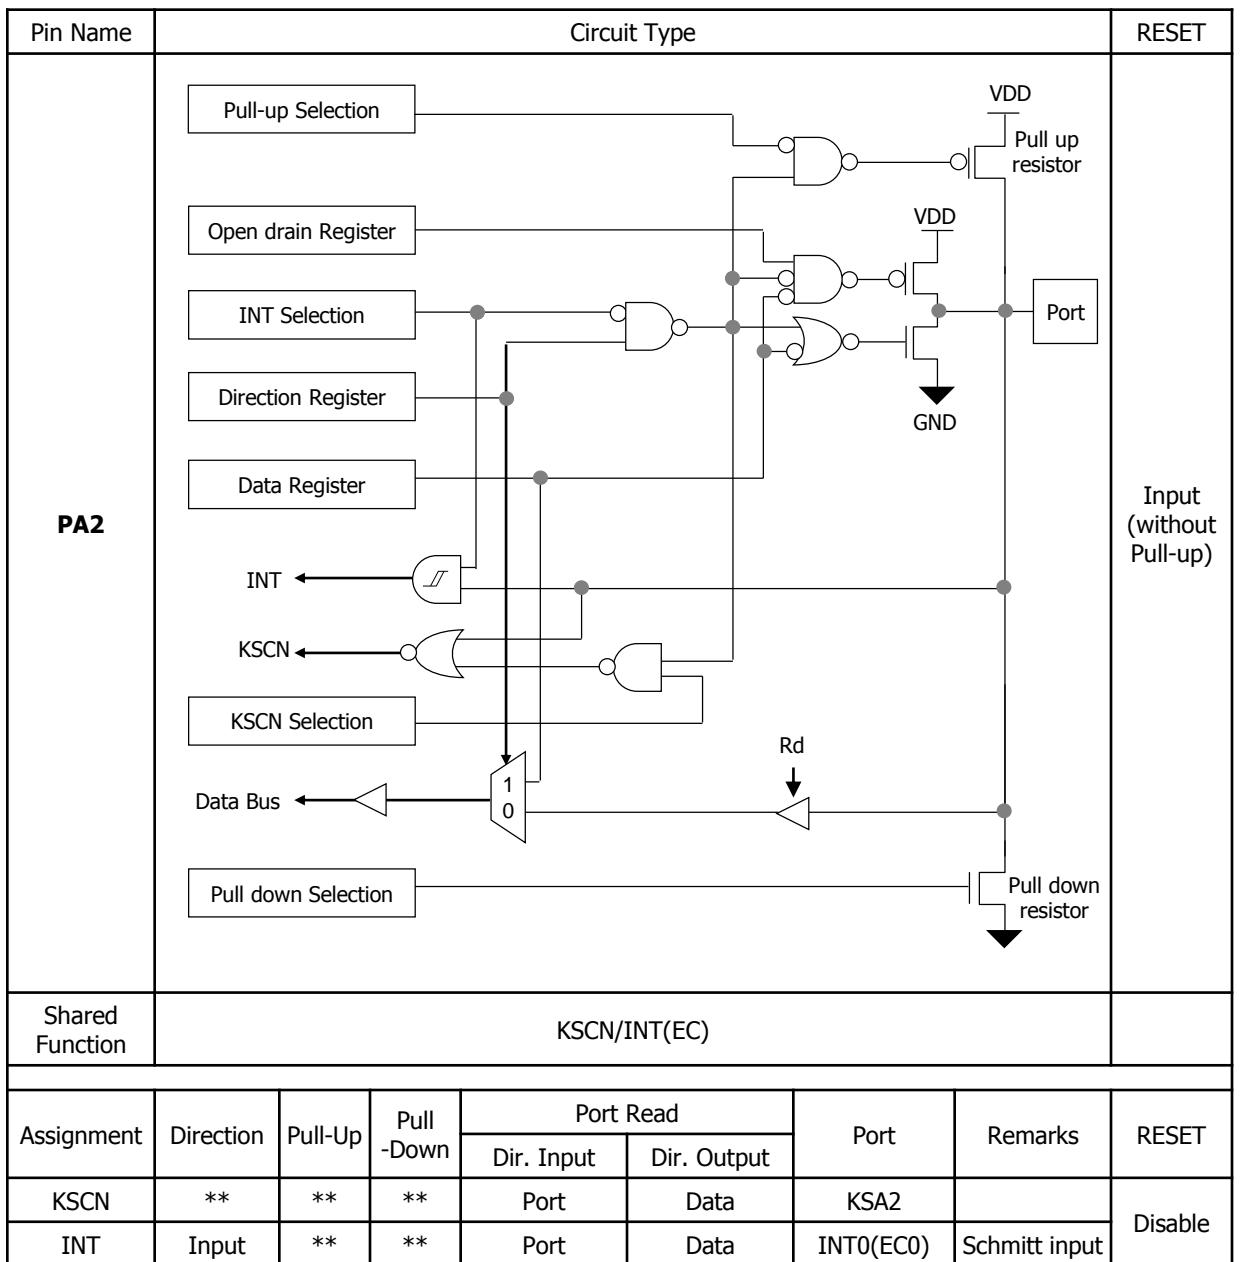 Pin Name Circuit Type RESET
VDD
Pull-up Selection
Pull up
resistor
VDD
Open drain Register
INT Selection
Port
Direction Register
GND
Data Register
PA2
Input
(without
Pull-up)
INT
KSCN
KSCN Selection
Rd
1
Data Bus
0
Pull down Selection
Pull down
resistor
Shared
Function
KSCN/INT(EC)
Assignment Direction Pull-Up Pull
-Down
Port Read
Port Remarks RESET
Dir. Input Dir. Output
KSCN ** ** ** Port Data KSA2
Disable
INT Input ** ** Port Data INT0(EC0) Schmitt input